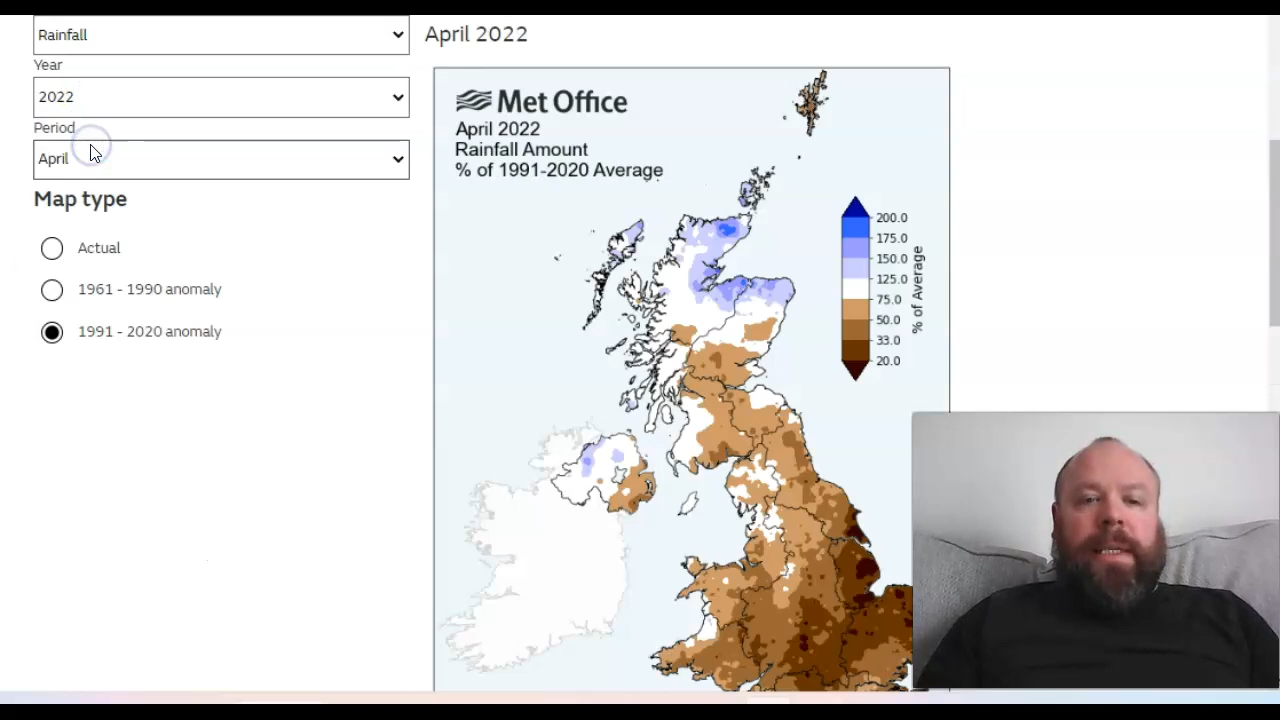 Rainfall
April 2022
Year
2022
Period
April
Map type
Actual
1961 - 1990 anomaly
1991 - 2020 anomaly
Met Office
April 2022
Rainfall Amount
% of 1991-2020 Average
200.0
175.0
150.0
125.0
75.0
50.0
33.0
20.0
% of Average